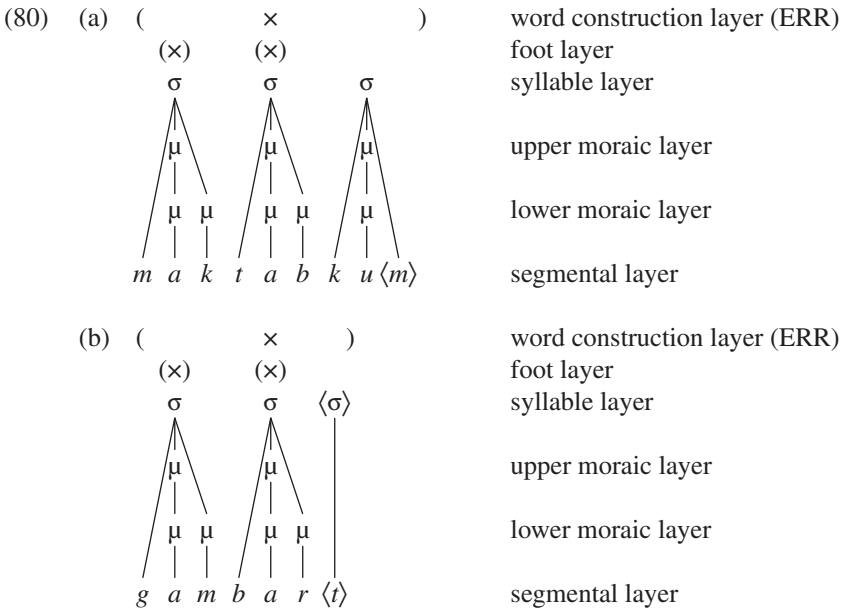 (80) (a) ( × ) word construction layer (ERR)
(×) (×) foot layer
σ σ σ syllable layer
μ μ μ upper moraic layer
μ μ μ μ μ lower moraic layer
m a k t a b k u ⟨m⟩ segmental layer
(b) ( × ) word construction layer (ERR)
(×) (×) foot layer
σ σ ⟨σ⟩ syllable layer
μ μ upper moraic layer
μ μ μ μ lower moraic layer
g a m b a r ⟨t⟩ segmental layer